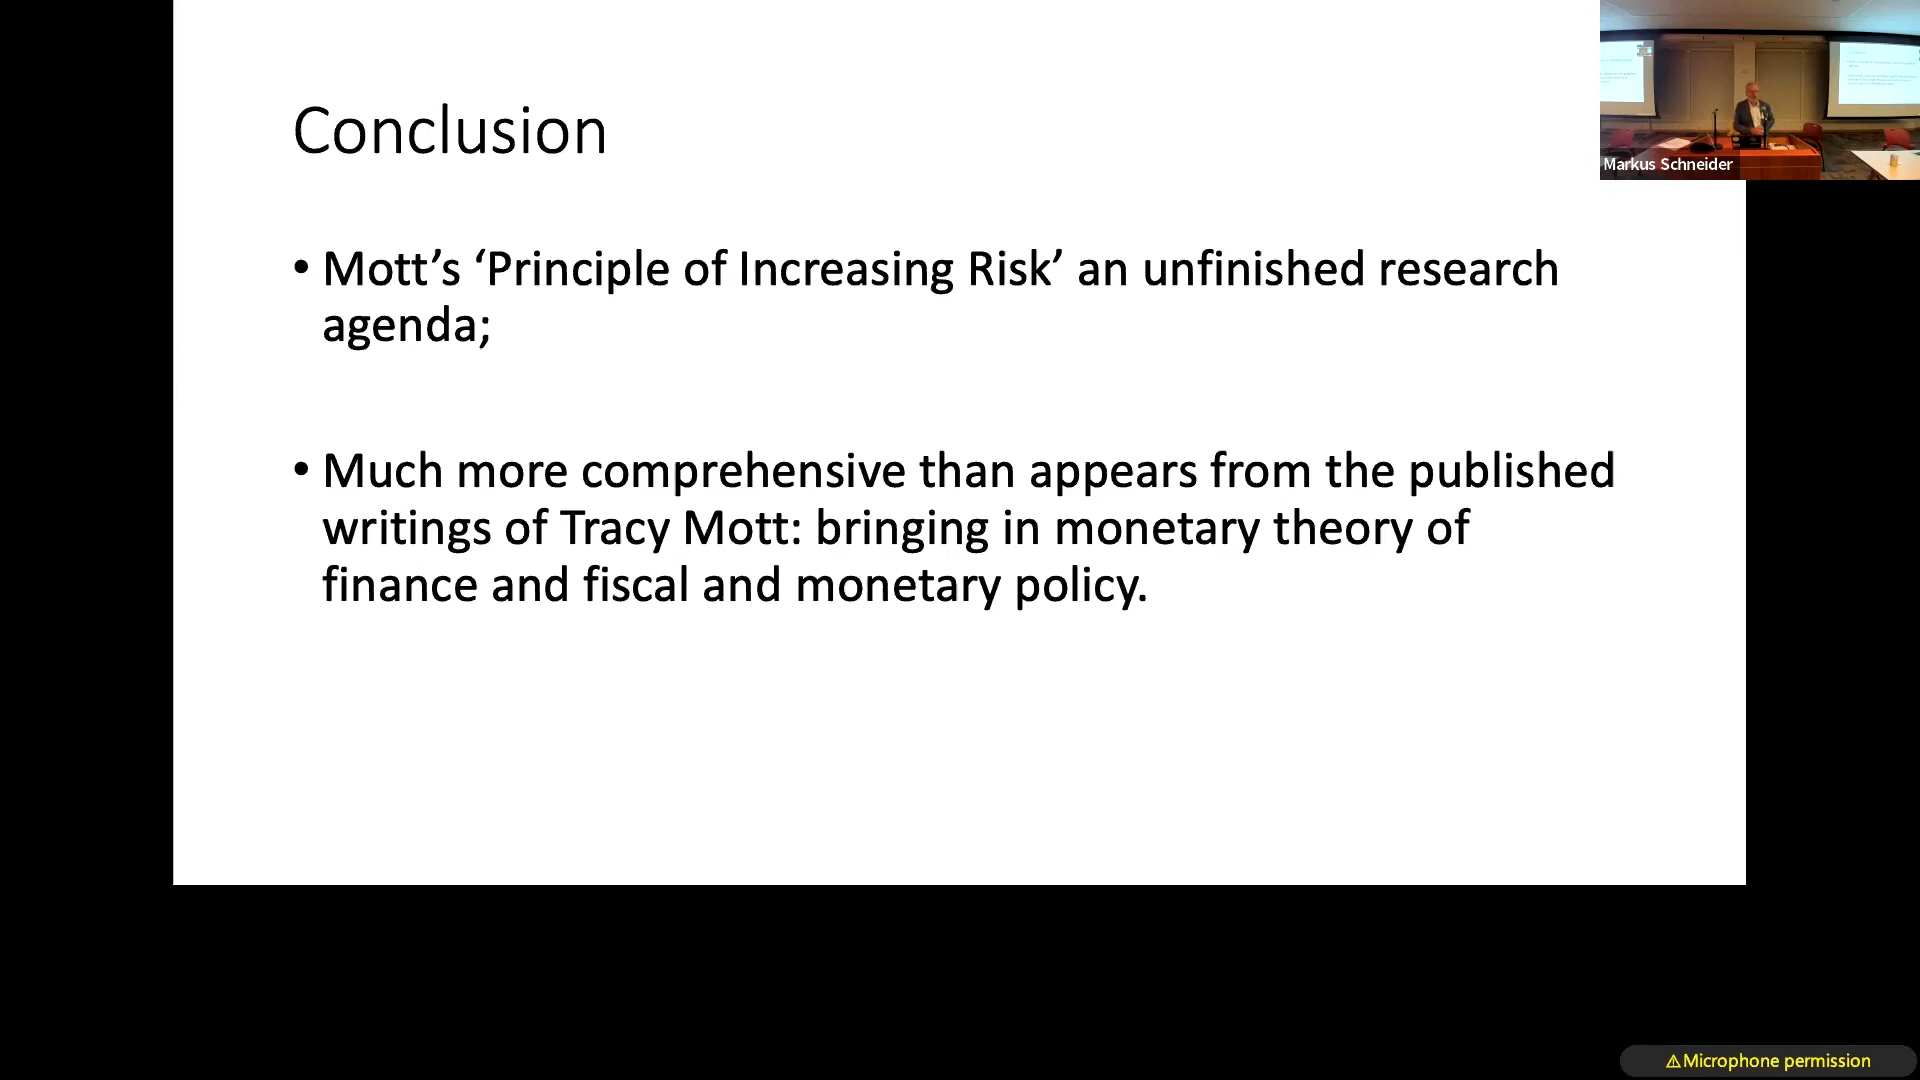 Conclusion
• Mott’s ‘Principle of Increasing Risk’ an unfinished research
agenda;
• Much more comprehensive than appears from the published
writings of Tracy Mott: bringing in monetary theory of
finance and fiscal and monetary policy.
Markus Schneider
⚠Microphone permission